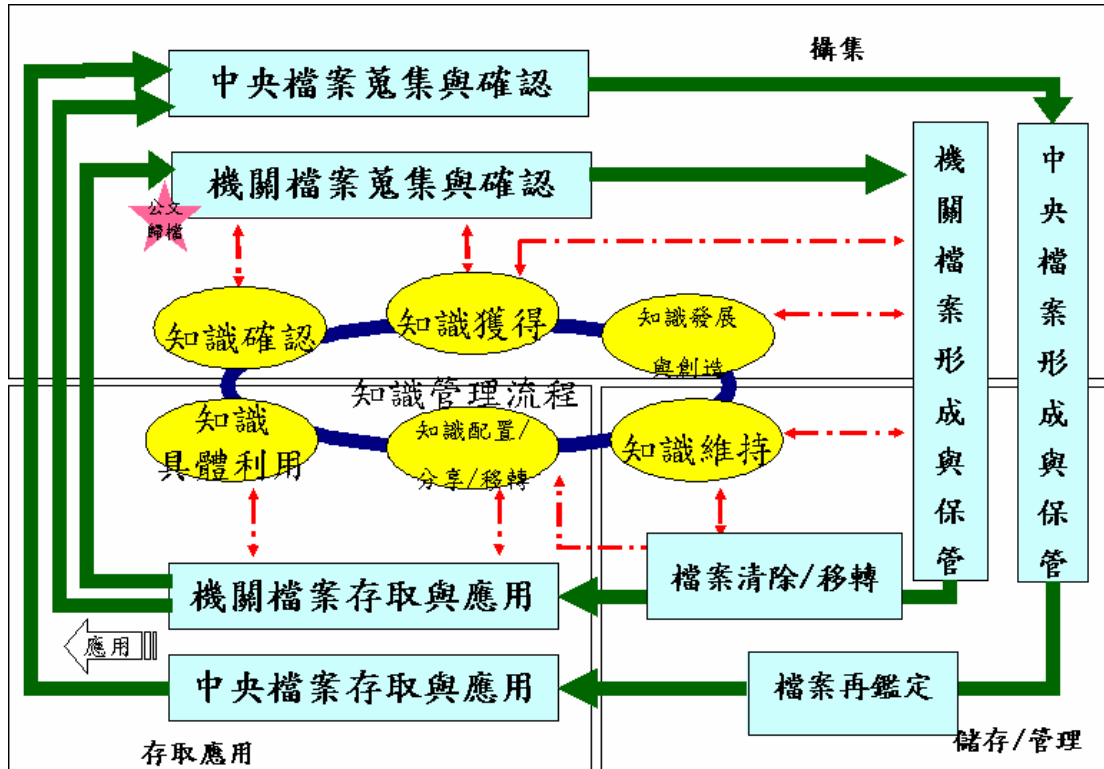 攝集
中央檔案蒐集與確認
機關檔案蒐集與確認
公文
歸檔
機關檔案形成與保管
中央檔案形成與保管
知識確認
知識獲得
知識發展
與創造
知識管理流程
知識
具體利用
知識配置/
分享/移轉
知識維持
機關檔案存取與應用
檔案清除/移轉
應用
中央檔案存取與應用
檔案再鑑定
存取應用
儲存/管理